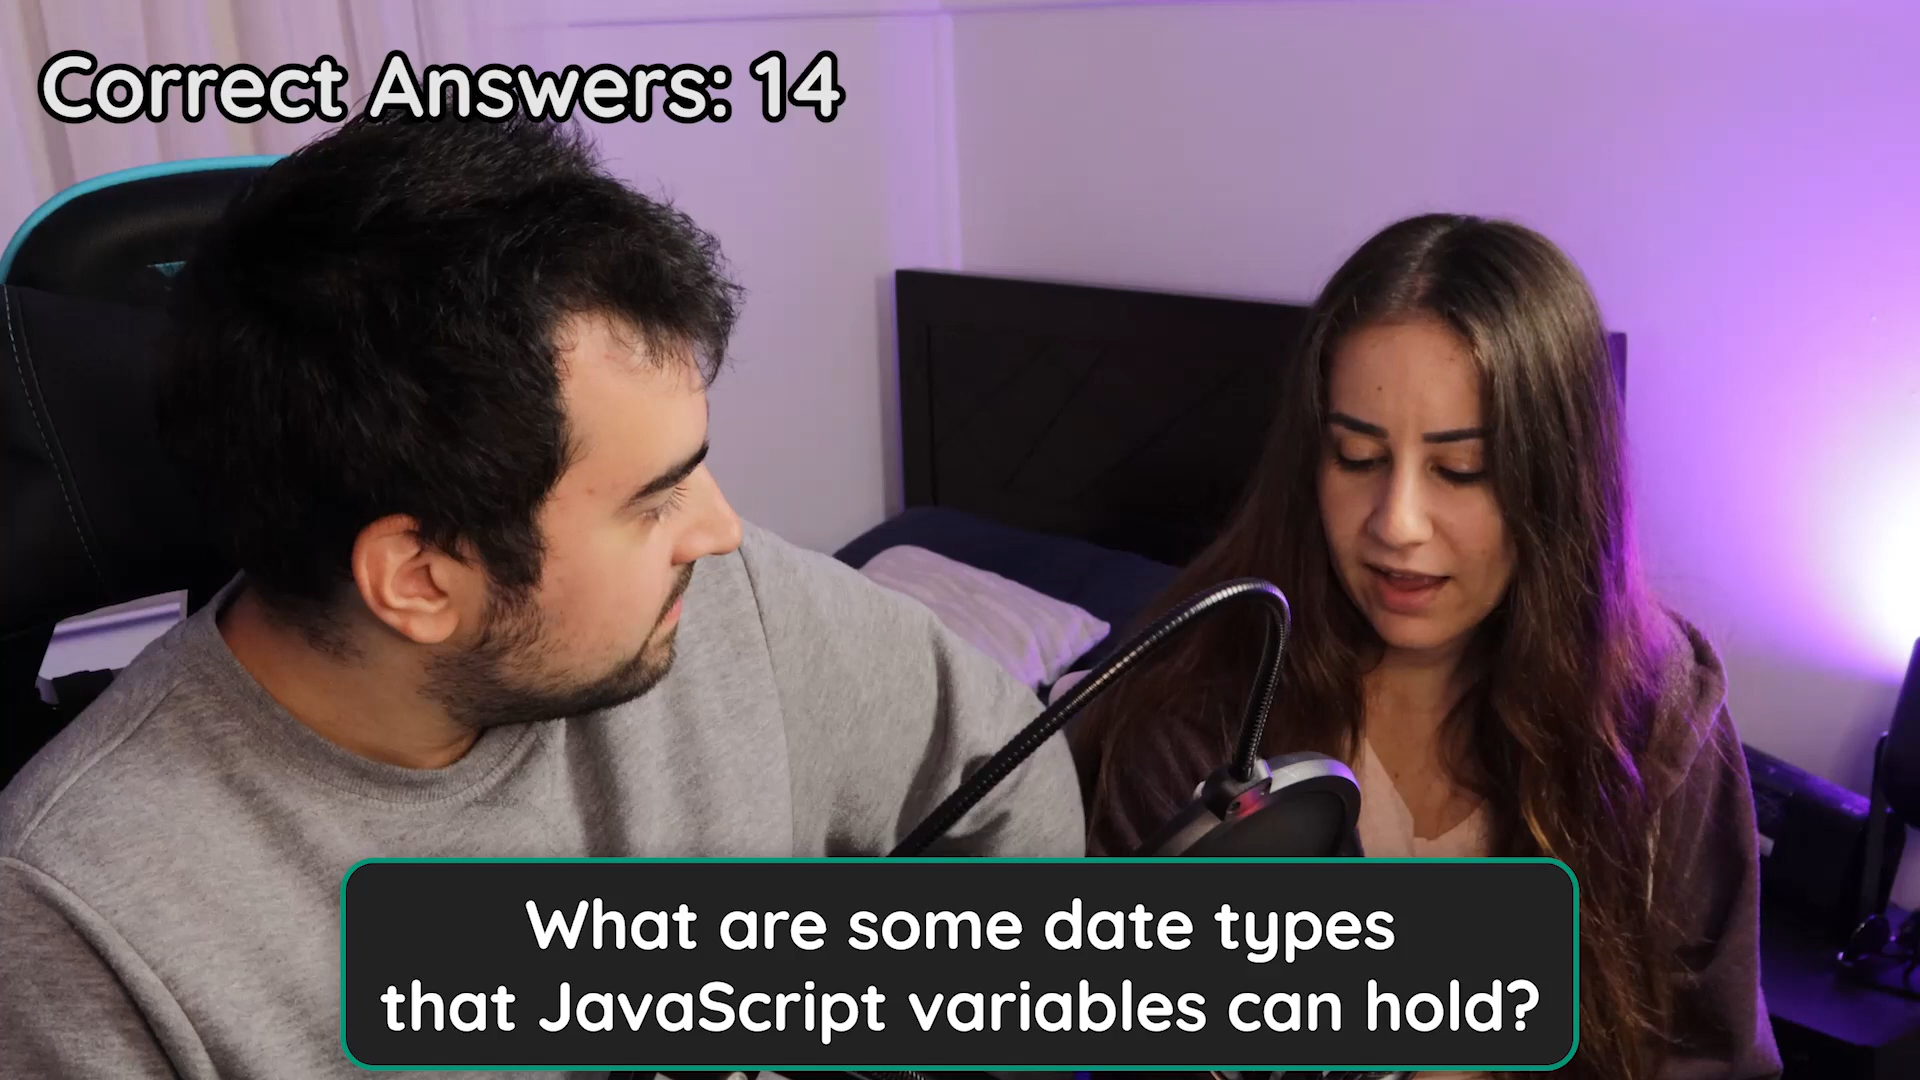 Correct Answers: 14
What are some date types
that JavaScript variables can hold?